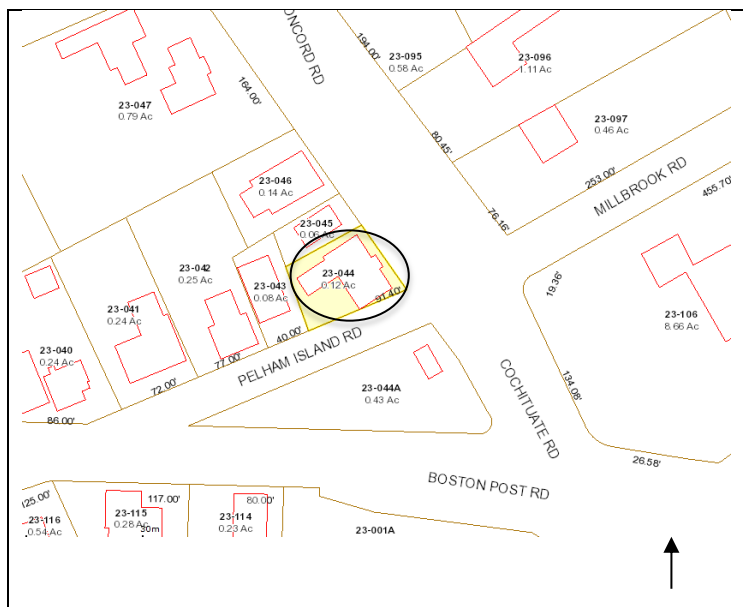 ONCORD RD
194.00'
23-095
0.58 Ac
23-096
1.11 Ac
164.00'
23-047
0.79 Ac
23-097
0.46 Ac
80.45'
253.00'
MILLBROOK RD
455.70'
23-046
0.14 Ac
76.16'
23-045
0.06 Ac
23-042
0.25 Ac
23-044
0.12 Ac
91.40'
23-043
0.08 Ac
19.36'
23-106
8.66 Ac
23-041
0.24 Ac
40.00'
PELHAM ISLAND RD
23-040
0.24 Ac
77.00'
72.00'
86.00'
23-044A
0.43 Ac
COCHITUATE RD
134.08'
26.58'
BOSTON POST RD
125.00'
117.00'
80.00'
23-116
0.54 Ac
23-115
0.28 Ac
30m
23-114
0.23 Ac
23-001A